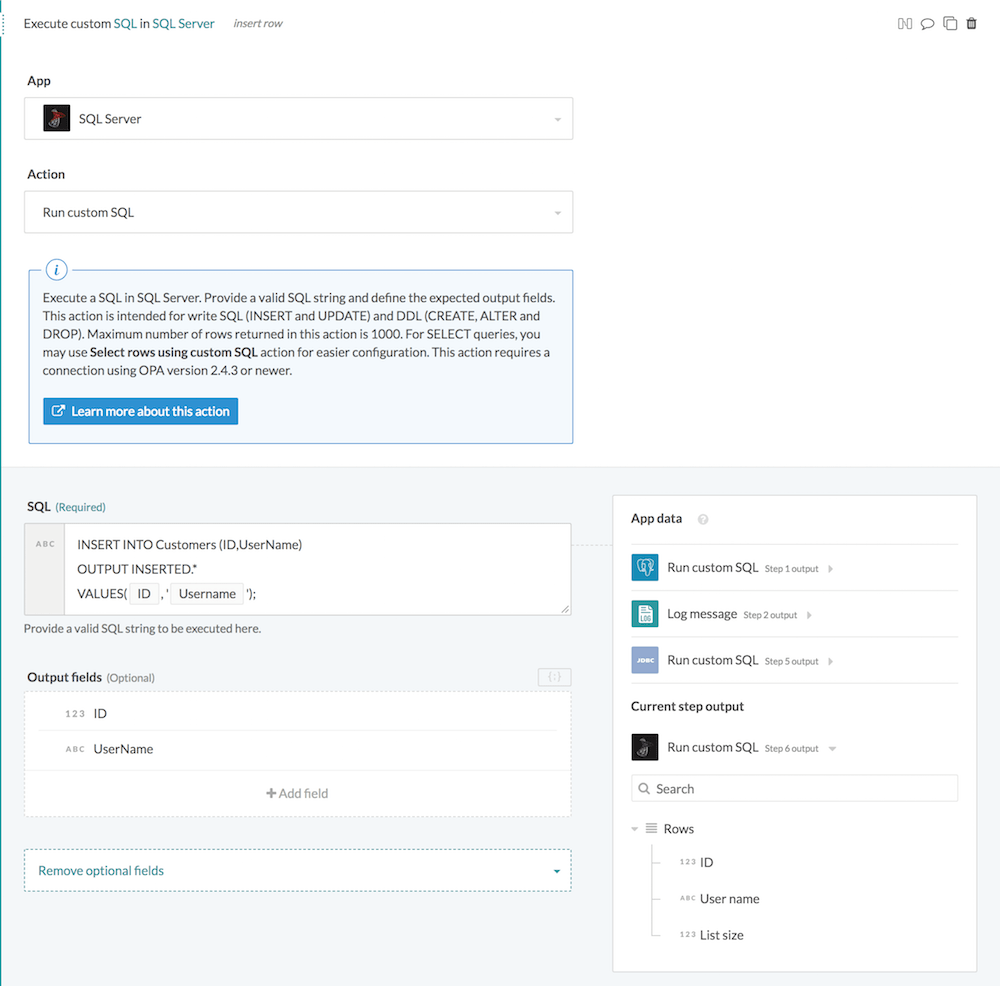 Execute custom SQL in SQL Server insert row
App
SQL Server
Action
Run custom SQL
i
Execute a SQL in SQL Server. Provide a valid SQL string and define the expected output fields.
This action is intended for write SQL (INSERT and UPDATE) and DDL (CREATE, ALTER and
DROP). Maximum number of rows returned in this action is 1000. For SELECT queries, you
may use Select rows using custom SQL action for easier configuration. This action requires a
connection using OPA version 2.4.3 or newer.
Learn more about this action
SQL (Required)
ABC
INSERT INTO Customers (ID,UserName)
OUTPUT INSERTED.*
VALUES( ID , ' Username ');
Provide a valid SQL string to be executed here.
Output fields (Optional) {:}
123 ID
ABC UserName
+ Add field
Remove optional fields
App data ?
Run custom SQL Step 1 output
LOG Log message Step 2 output
JDBC Run custom SQL Step 5 output
Current step output
Run custom SQL Step 6 output
Search
Rows
123 ID
ABC User name
123 List size